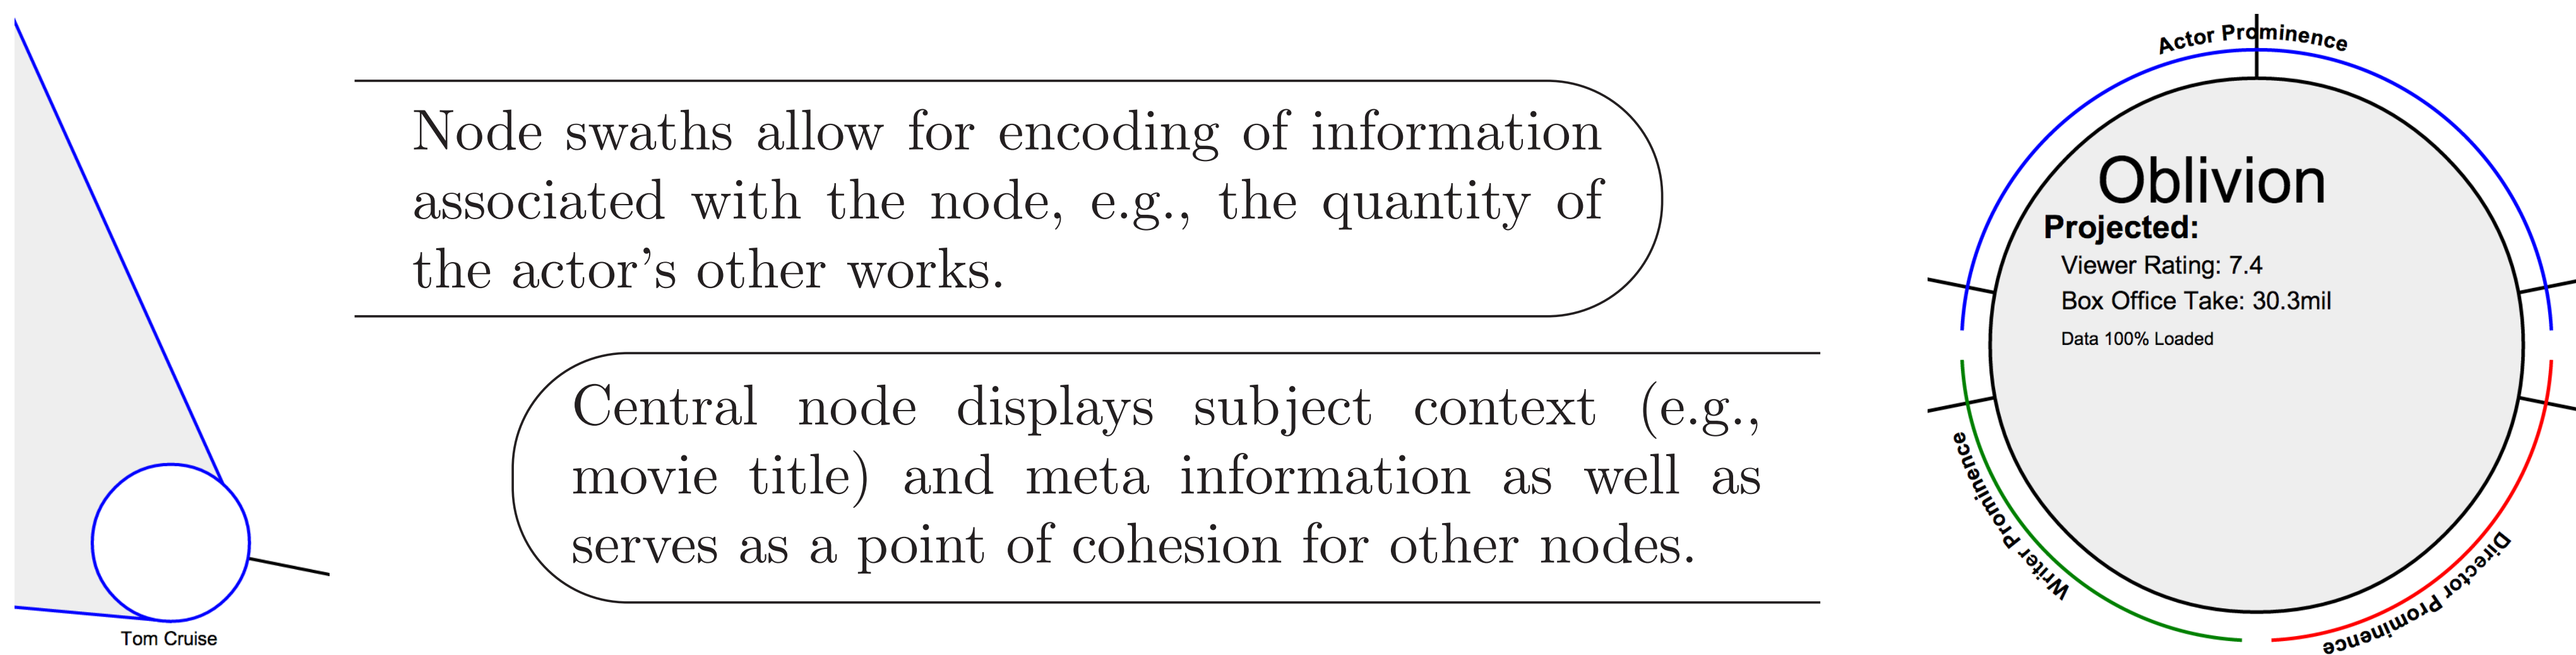 Tom Cruise
Node swaths allow for encoding of information
associated with the node, e.g., the quantity of
the actor's other works.
Central node displays subject context (e.g.,
movie title) and meta information as well as
serves as a point of cohesion for other nodes.
Actor Prominence
Oblivion
Projected:
Viewer Rating: 7.4
Box Office Take: 30.3mil
Data 100% Loaded
Writer Prominence
Director Prominence